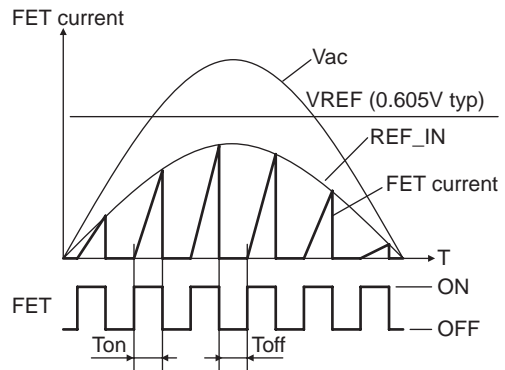 FET current
Vac
VREF (0.605V typ)
REF_IN
FET current
T
ON
FET
OFF
Ton
Toff